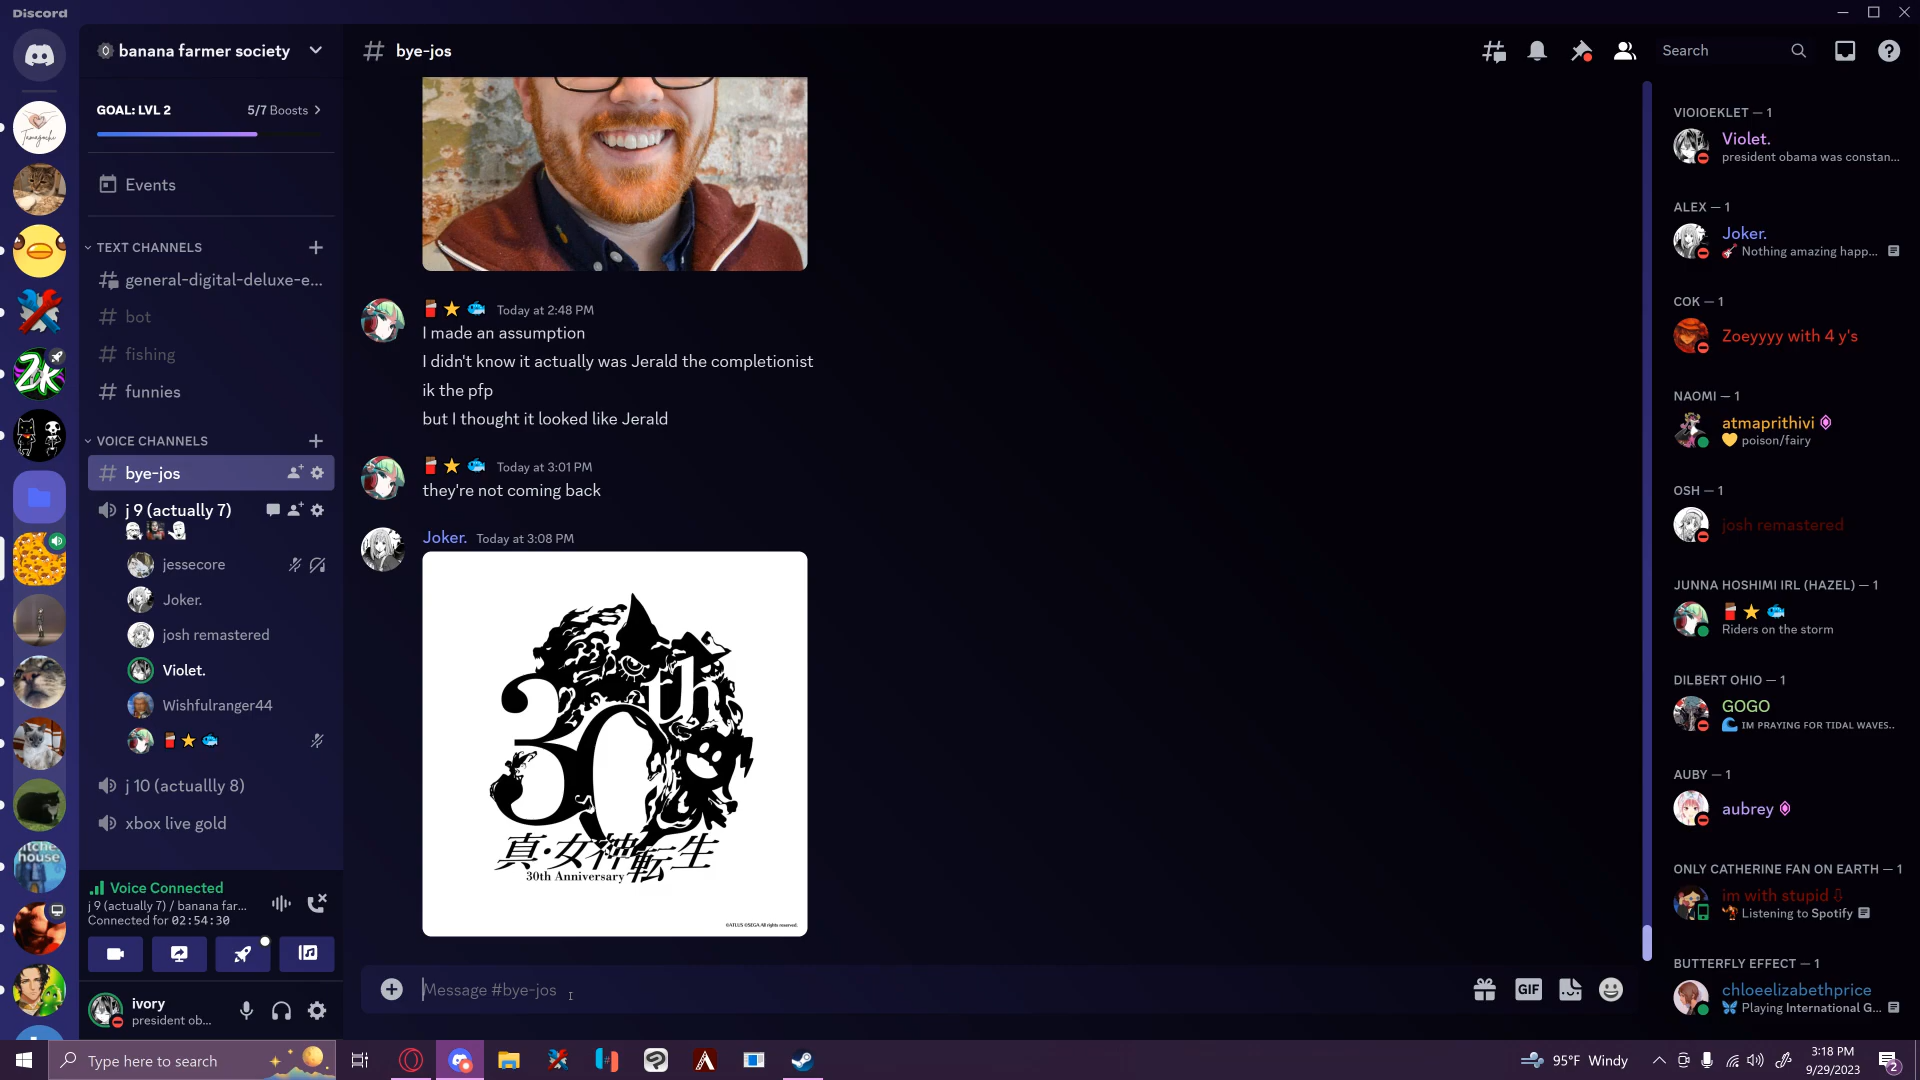 Discord
banana farmer society
GOAL: LVL 2
5/7 Boosts
Events
TEXT CHANNELS
general-digital-deluxe-e...
bot
fishing
funnies
VOICE CHANNELS
bye-jos
j 9 (actually 7)
jessecore
Joker.
josh remastered
Violet.
Wishfulranger44
j 10 (actuallly 8)
xbox live gold
Voice Connected
j 9 (actually 7) / banana far...
Connected for 02:54:30
ivory
president ob...
bye-jos
Search
Today at 2:48 PM
I made an assumption
I didn't know it actually was Jerald the completionist
ik the pfp
but I thought it looked like Jerald
Today at 3:01 PM
they're not coming back
Joker. Today at 3:08 PM
30th
真・女神転生
30th Anniversary
©ATLUS ©SEGA All rights reserved.
Message #bye-jos
GIF
VIOIOEKLET — 1
Violet.
president obama was constan...
ALEX — 1
Joker.
Nothing amazing happ...
COK — 1
Zoeyyyy with 4 y's
NAOMI — 1
atmaprithivi
poison/fairy
OSH — 1
josh remastered
JUNNA HOSHIMI IRL (HAZEL) — 1
Riders on the storm
DILBERT OHIO — 1
GOGO
IM PRAYING FOR TIDAL WAVES..
AUBY — 1
aubrey
ONLY CATHERINE FAN ON EARTH — 1
im with stupid
Listening to Spotify
BUTTERFLY EFFECT — 1
chloeelizabethprice
Playing International G...
Type here to search
95°F Windy
3:18 PM
9/29/2023
2